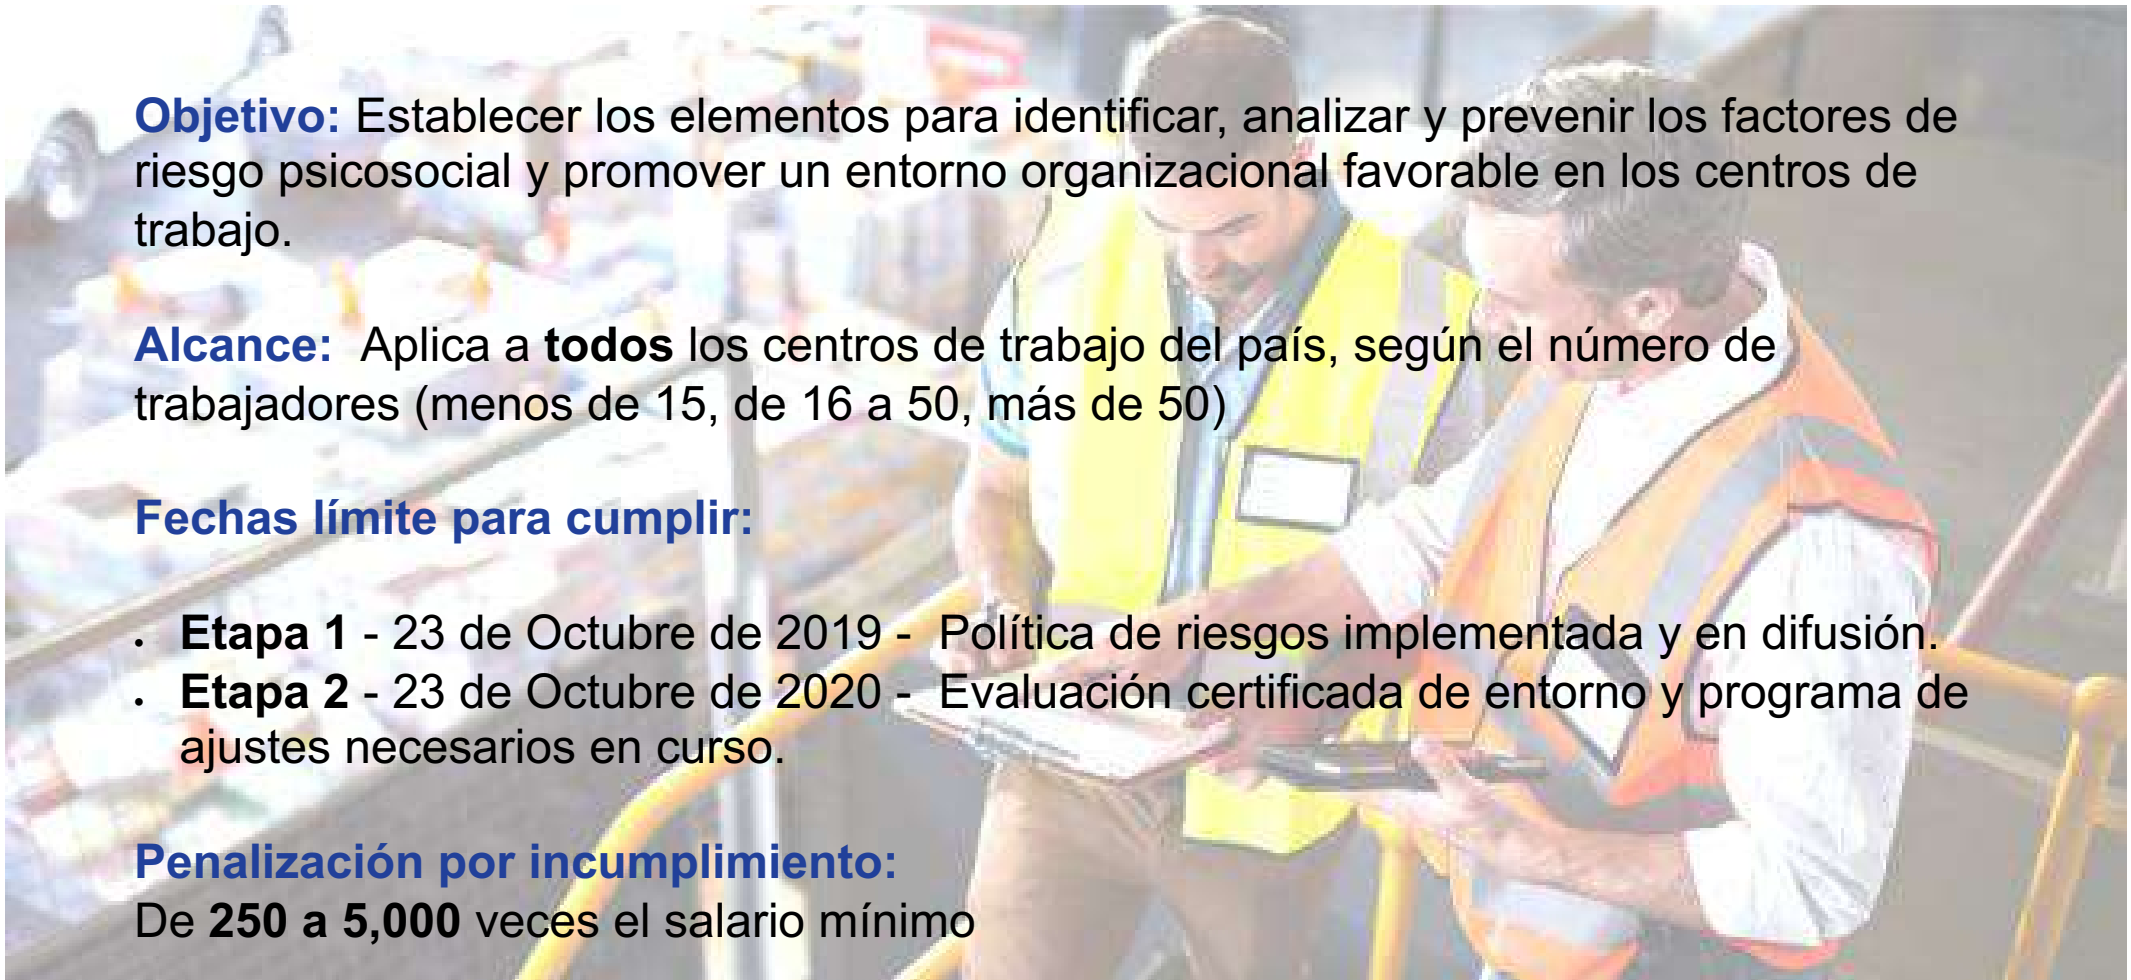 Objetivo: Establecer los elementos para identificar, analizar y prevenir los factores de
riesgo psicosocial y promover un entorno organizacional favorable en los centros de
trabajo.
Alcance: Aplica a todos los centros de trabajo del país, según el número de
trabajadores (menos de 15, de 16 a 50, más de 50)
Fechas límite para cumplir:
• Etapa 1 - 23 de Octubre de 2019 - Política de riesgos implementada y en difusión.
• Etapa 2 - 23 de Octubre de 2020 - Evaluación certificada de entorno y programa de
ajustes necesarios en curso.
Penalización por incumplimiento:
De 250 a 5,000 veces el salario mínimo